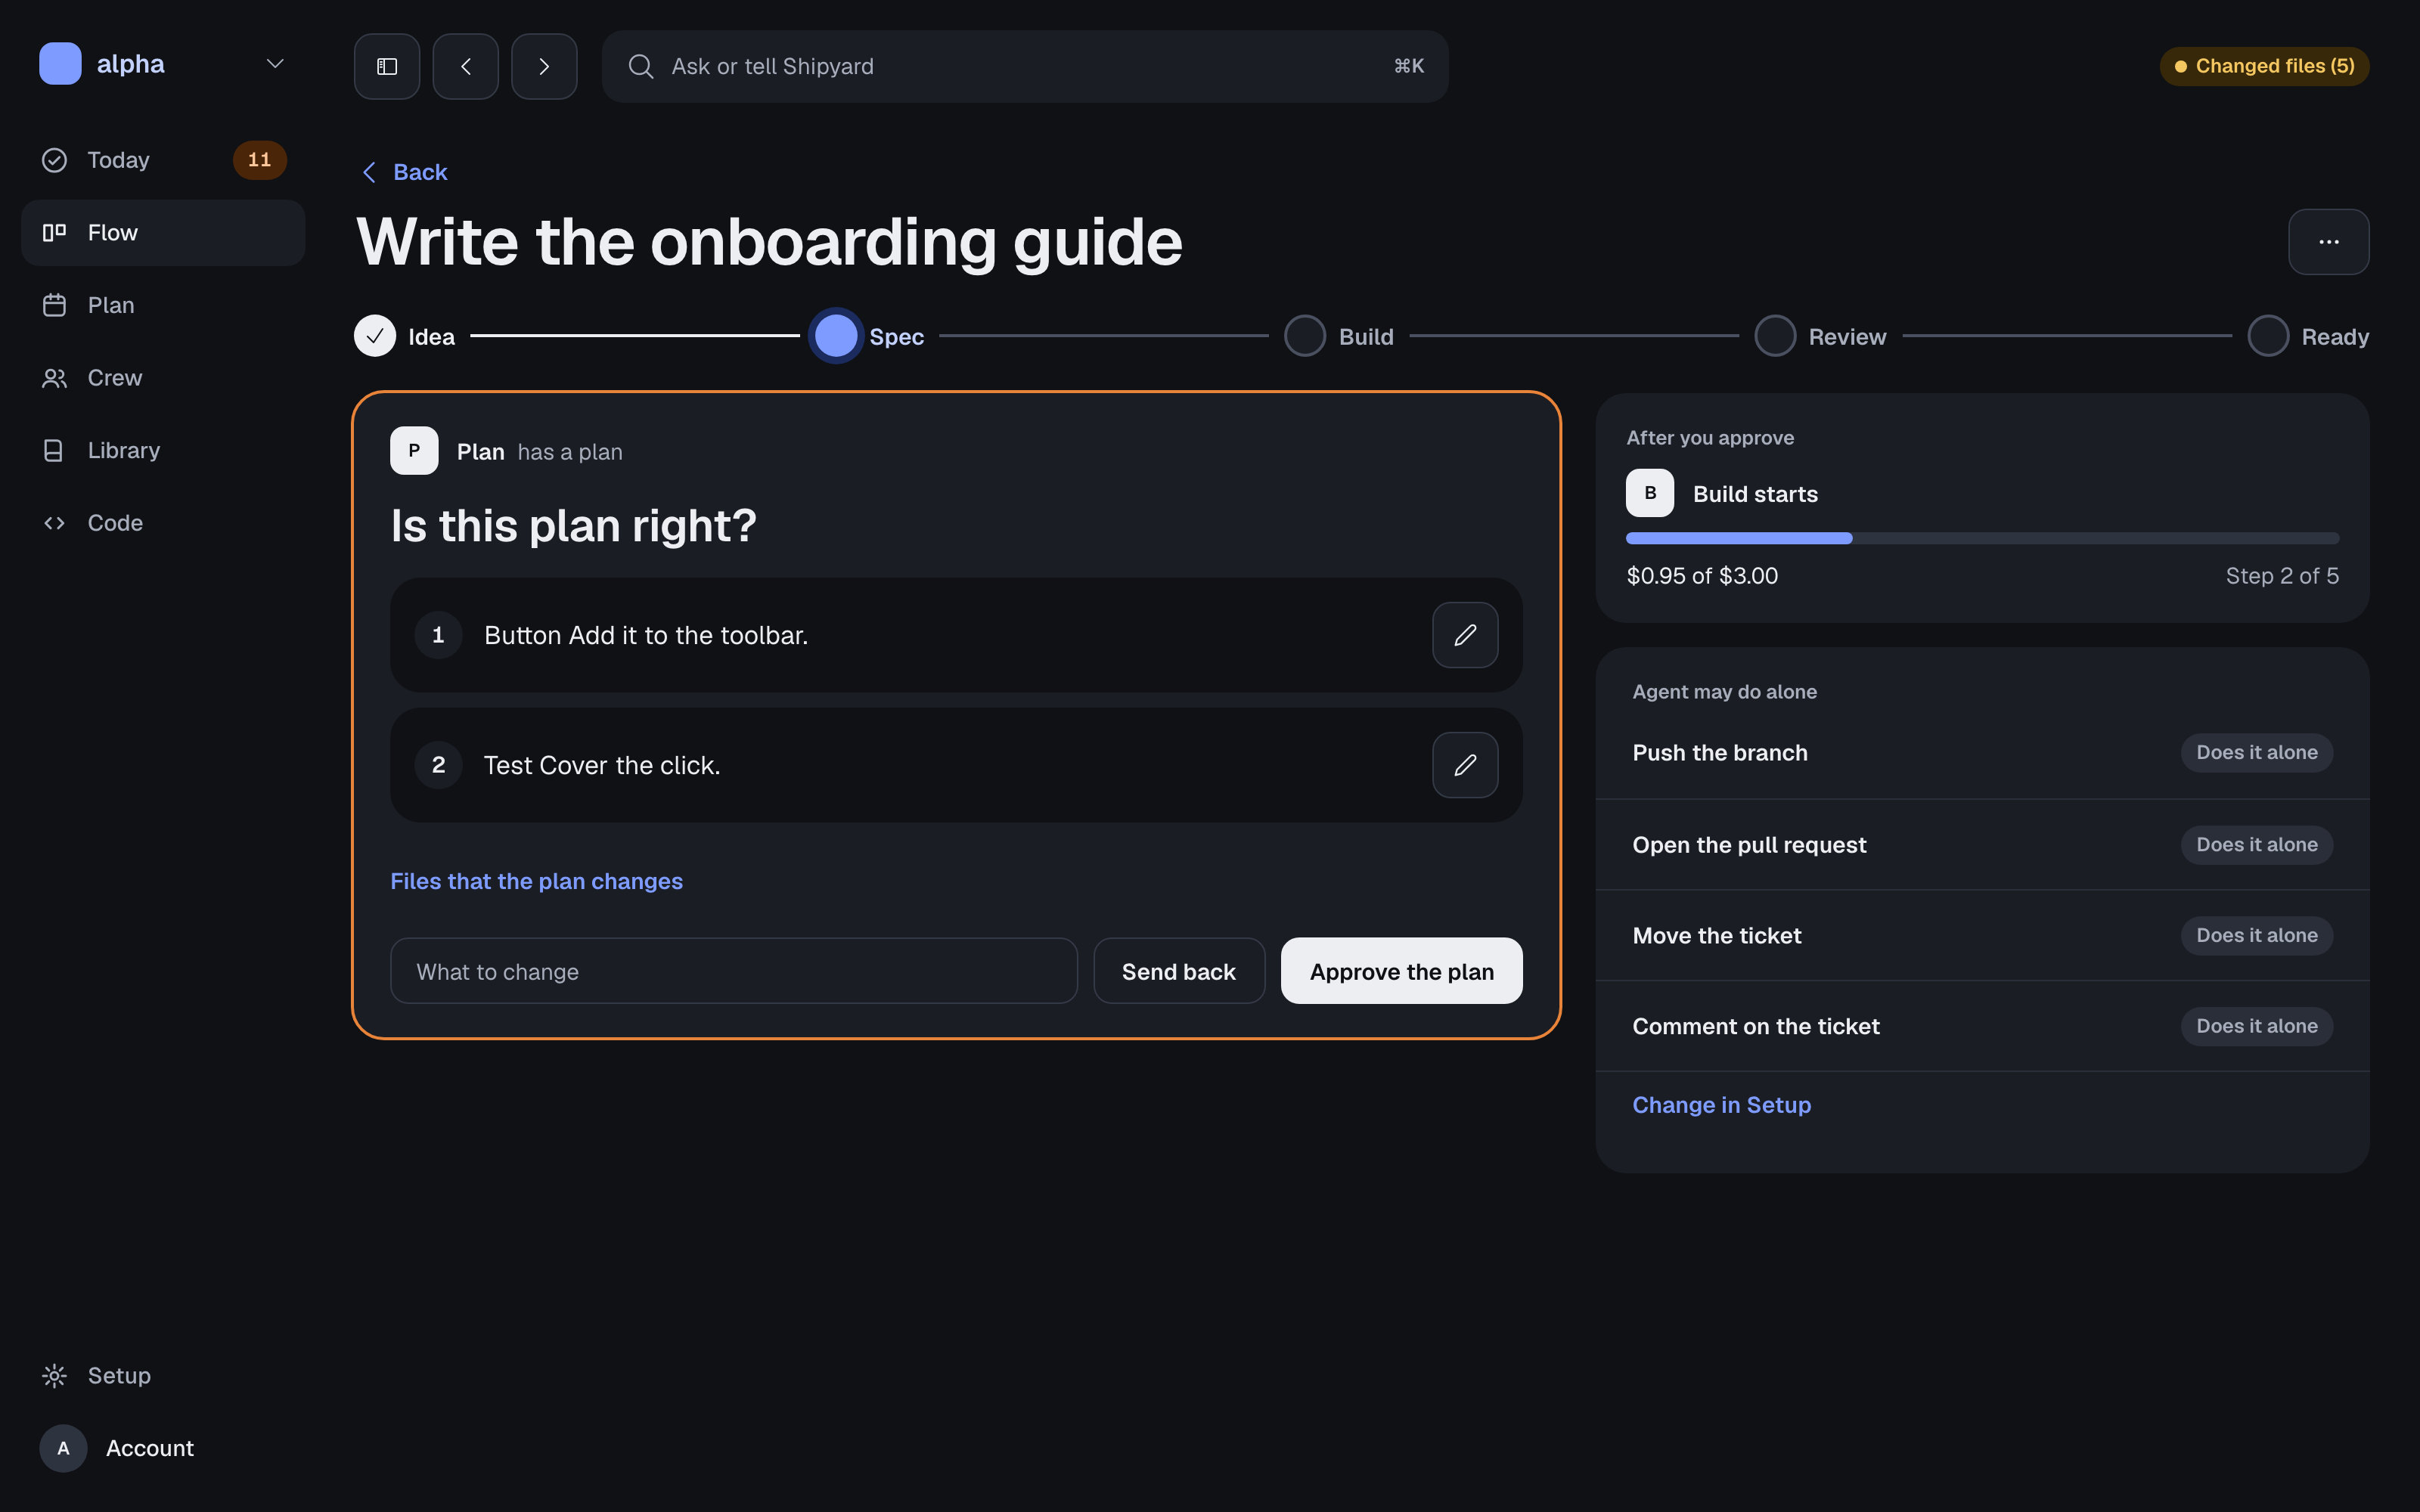 alpha
Ask or tell Shipyard ⌘K
Changed files (5)
Today 11
Flow
Plan
Crew
Library
Code
Back
Write the onboarding guide
Idea Spec Build Review Ready
P Plan has a plan
Is this plan right?
1 Button Add it to the toolbar.
2 Test Cover the click.
Files that the plan changes
What to change Send back Approve the plan
After you approve
B Build starts
$0.95 of $3.00 Step 2 of 5
Agent may do alone
Push the branch Does it alone
Open the pull request Does it alone
Move the ticket Does it alone
Comment on the ticket Does it alone
Change in Setup
Setup
A Account